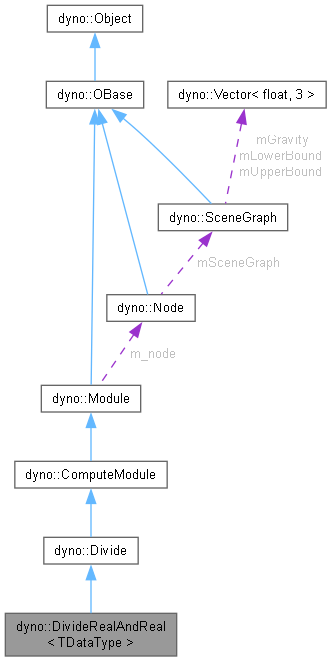 dyno::Object
dyno::OBase
dyno::Vector< float, 3 >
mGravity
mLowerBound
mUpperBound
dyno::SceneGraph
mSceneGraph
dyno::Node
m_node
dyno::Module
dyno::ComputeModule
dyno::Divide
dyno::DivideRealAndReal
< TDataType >